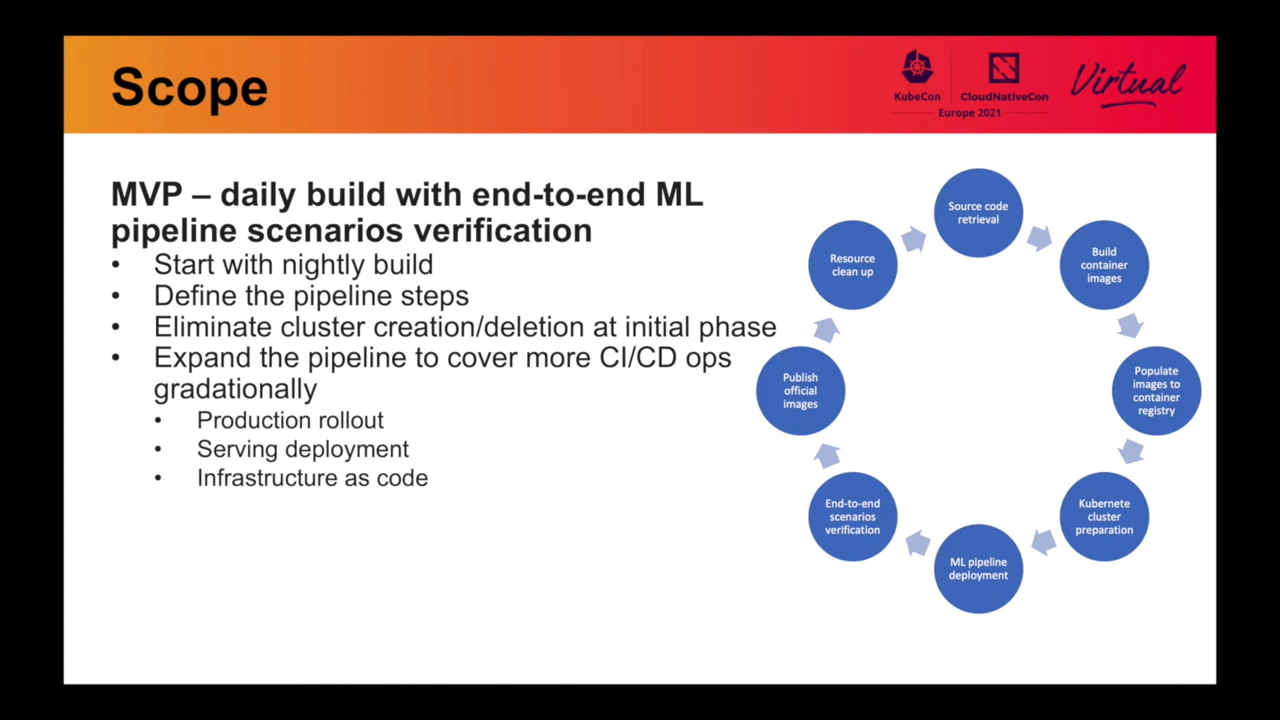 Scope
KubeCon
CloudNativeCon
Europe 2021
Virtual
MVP – daily build with end-to-end ML
pipeline scenarios verification
• Start with nightly build
• Define the pipeline steps
• Eliminate cluster creation/deletion at initial phase
• Expand the pipeline to cover more CI/CD ops
gradationally
• Production rollout
• Serving deployment
• Infrastructure as code
Source code
retrieval
Build
container
images
Populate
images to
container
registry
Kubernete
cluster
preparation
ML pipeline
deployment
End-to-end
scenarios
verification
Publish
official
images
Resource
clean up